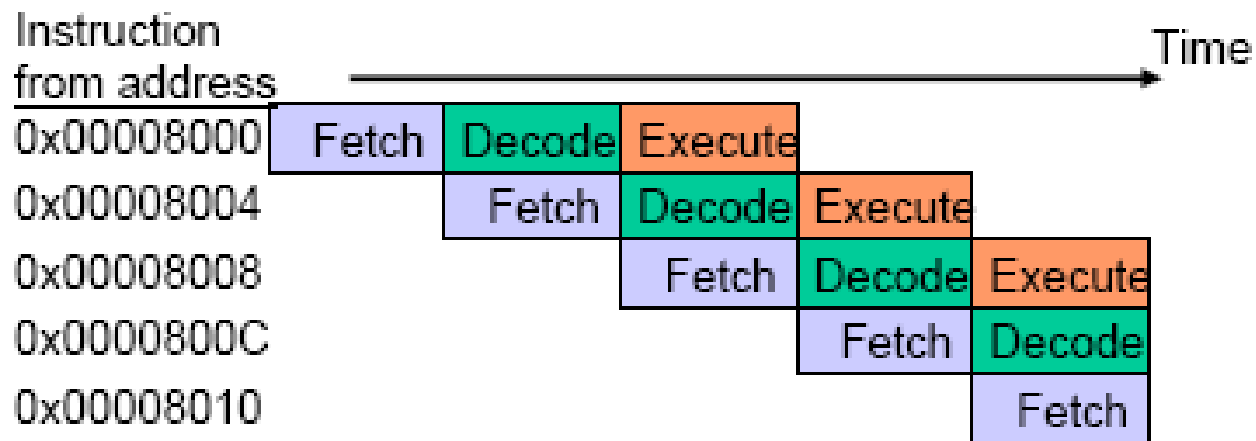 Instruction
from address
Time
0x00008000 Fetch Decode Execute
0x00008004 Fetch Decode Execute
0x00008008 Fetch Decode Execute
0x0000800C Fetch Decode
0x00008010 Fetch